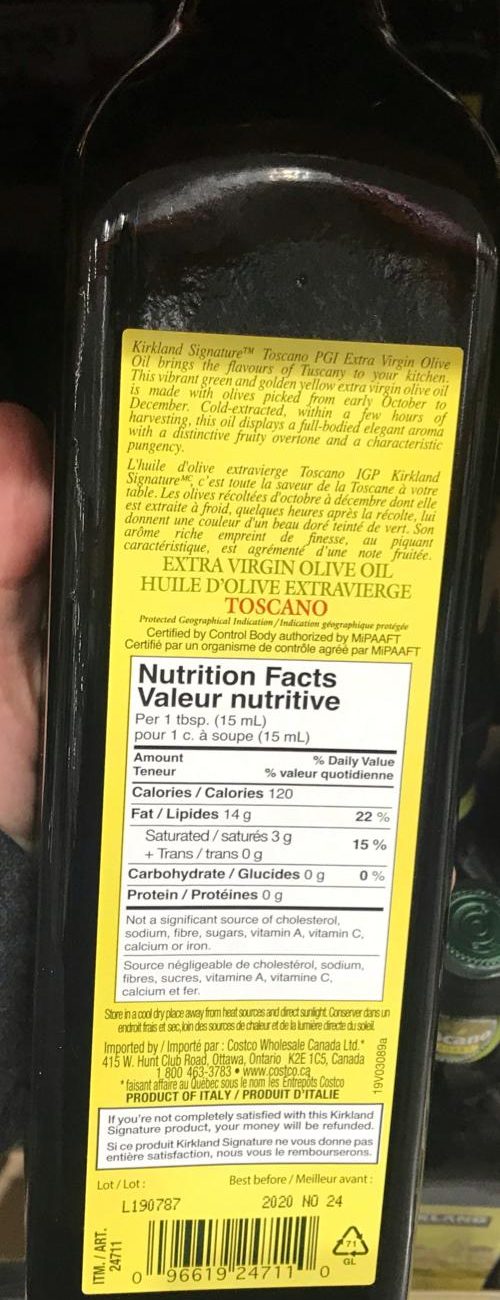 Kirkland Signature™ Toscano PGI Extra Virgin Olive
Oil brings the flavours of Tuscany to your kitchen.
This vibrant green and golden yellow extra virgin olive oil
is made with olives picked from early October to
December. Cold-extracted, within a few hours of
harvesting, this oil displays a full-bodied elegant aroma
with a distinctive fruity overtone and a characteristic
pungency.
L'huile d'olive extravierge Toscano IGP Kirkland
Signature MC, c'est toute la saveur de la Toscane à votre
table. Les olives récoltées d'octobre à décembre dont elle
est extraite à froid, quelques heures après la récolte, lui
donnent une couleur d'un beau doré teinté de vert. Son
arôme riche empreint de finesse, au piquant
caractéristique, est agrémenté d'une note fruitée.
EXTRA VIRGIN OLIVE OIL
HUILE D'OLIVE EXTRAVIERGE
TOSCANO
Protected Geographical Indication / Indication géographique protégée
Certified by Control Body authorized by MiPAAFT
Certifié par un organisme de contrôle agréé par MiPAAFT
Nutrition Facts
Valeur nutritive
Per 1 tbsp. (15 mL)
pour 1 c. à soupe (15 mL)
Amount % Daily Value
Teneur % valeur quotidienne
Calories / Calories 120
Fat / Lipides 14 g 22 %
Saturated / saturés 3 g
+ Trans / trans 0 g 15 %
Carbohydrate / Glucides 0 g 0 %
Protein / Protéines 0 g
Not a significant source of cholesterol,
sodium, fibre, sugars, vitamin A, vitamin C,
calcium or iron.
Source négligeable de cholestérol, sodium,
fibres, sucres, vitamine A, vitamine C,
calcium et fer.
Store in a cool dry place away from heat sources and direct sunlight. Conserver dans un
endroit frais et sec, loin des sources de chaleur et de la lumière directe du soleil.
Imported by / Importé par : Costco Wholesale Canada Ltd.*
415 W. Hunt Club Road, Ottawa, Ontario K2E 1C5, Canada
1 800 463-3783 • www.costco.ca
* faisant affaire au Québec sous le nom les Entrepôts Costco
PRODUCT OF ITALY / PRODUIT D'ITALIE
19V03089a
If you're not completely satisfied with this Kirkland
Signature product, your money will be refunded.
Si ce produit Kirkland Signature ne vous donne pas
entière satisfaction, nous vous le rembourserons.
Lot / Lot : Best before / Meilleur avant :
L190787 2020 NO 24
ITM. / ART.
24711
0 96619 24711 0
71
GL